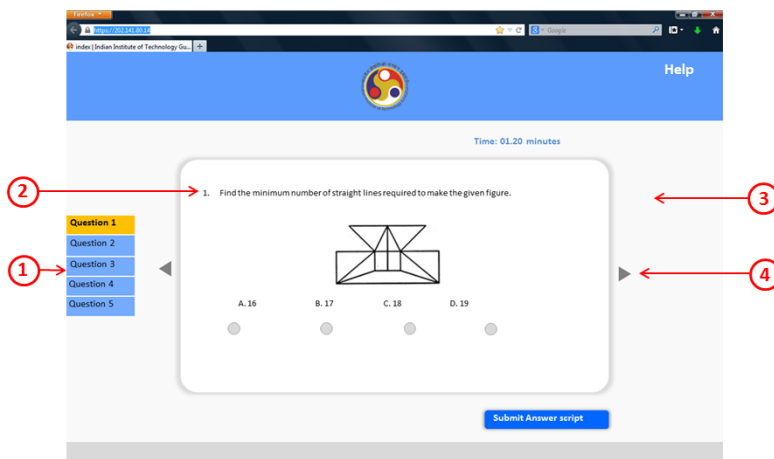 Firefox
https://202.141.80.14
Google
index | Indian Institute of Technology Gu...
Help
Time: 01.20 minutes
2
1. Find the minimum number of straight lines required to make the given figure.
3
Question 1
Question 2
Question 3
Question 4
Question 5
1
4
A. 16 B. 17 C. 18 D. 19
Submit Answer script